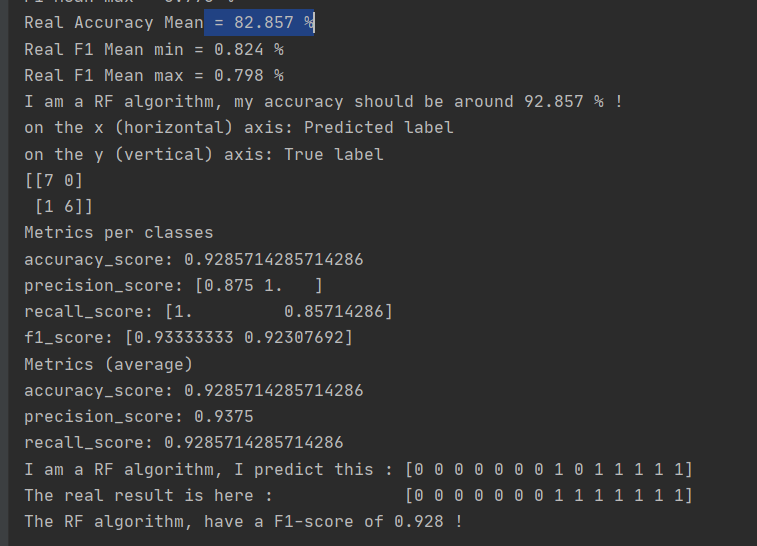 Real Accuracy Mean = 82.857 %
Real F1 Mean min = 0.824 %
Real F1 Mean max = 0.798 %
I am a RF algorithm, my accuracy should be around 92.857 % !
on the x (horizontal) axis: Predicted label
on the y (vertical) axis: True label
[[7 0]
 [1 6]]
Metrics per classes
accuracy_score: 0.9285714285714286
precision_score: [0.875 1.   ]
recall_score: [1.         0.85714286]
f1_score: [0.93333333 0.92307692]
Metrics (average)
accuracy_score: 0.9285714285714286
precision_score: 0.9375
recall_score: 0.9285714285714286
I am a RF algorithm, I predict this : [0 0 0 0 0 0 0 1 0 1 1 1 1 1]
The real result is here :             [0 0 0 0 0 0 0 1 1 1 1 1 1 1]
The RF algorithm, have a F1-score of 0.928 !